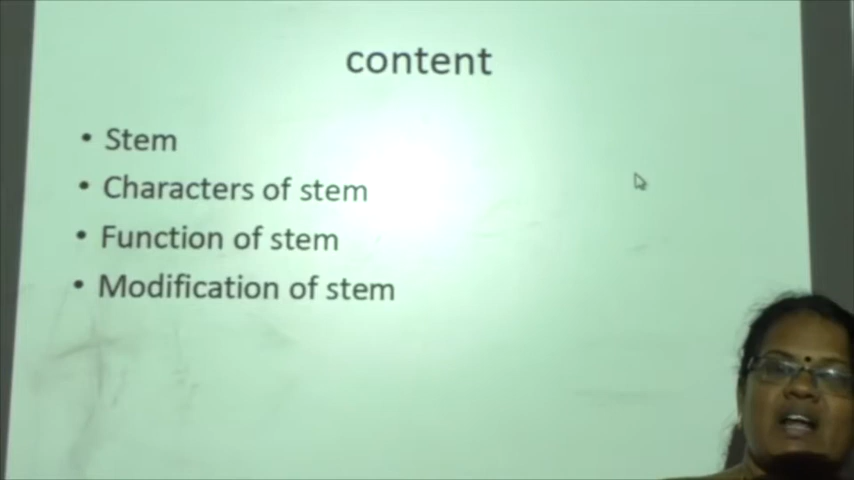 content
• Stem
• Characters of stem
• Function of stem
• Modification of stem